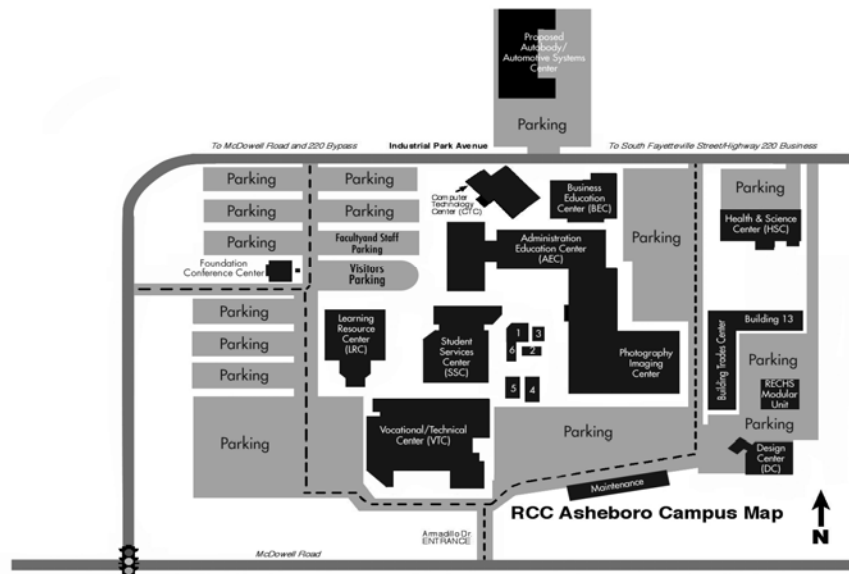 Proposed
Autobody/
Automotive Systems
Center
Parking
To McDowell Road and 220 Bypass
Industrial Park Avenue
To South Fayetteville Street/Highway 220 Business
Parking
Parking
Parking
Parking
Parking
Facultyand Staff
Parking
Visitors
Parking
Foundation
Conference Center
Computer
Technology
Center (CTC)
Business
Education
Center (BEC)
Administration
Education Center
(AEC)
Parking
Parking
Health & Science
Center (HSC)
Parking
Parking
Parking
Parking
Learning
Resource
Center
(LRC)
Student
Services
Center
(SSC)
1
3
6
2
5
4
Photography
Imaging
Center
Building Trades Center
Building 13
Parking
RECHS
Modular
Unit
Parking
Design
Center
(DC)
Vocational/Technical
Center (VTC)
Parking
Maintenance
RCC Asheboro Campus Map
N
Armadillo Dr.
ENTRANCE
McDowell Road